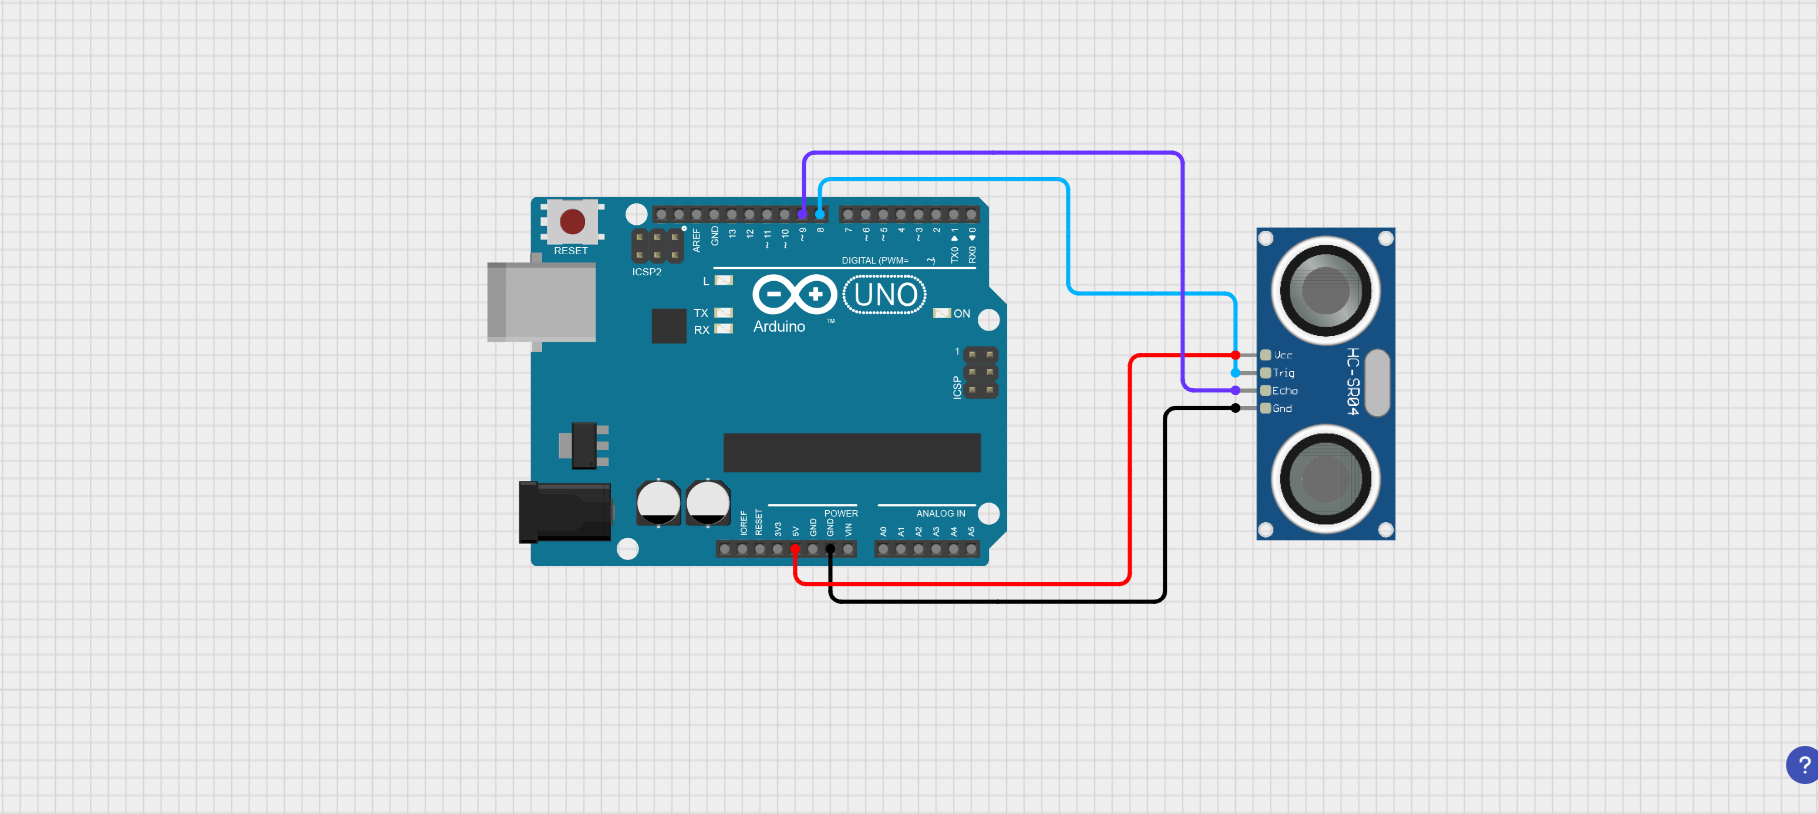 RESET
ICSP2
AREF
GND
13
12
~11
~10
~9
8
7
~6
~5
4
~3
2
TX0 ▶ 1
RX0 ◀ 0
DIGITAL (PWM=
L
TX
RX
UNO
Arduino
™
ON
1
ICSP
IOREF
RESET
3V3
5V
GND
GND
VIN
POWER
ANALOG IN
A0
A1
A2
A3
A4
A5
Vcc
Trig
Echo
Gnd
HC-SR04
?